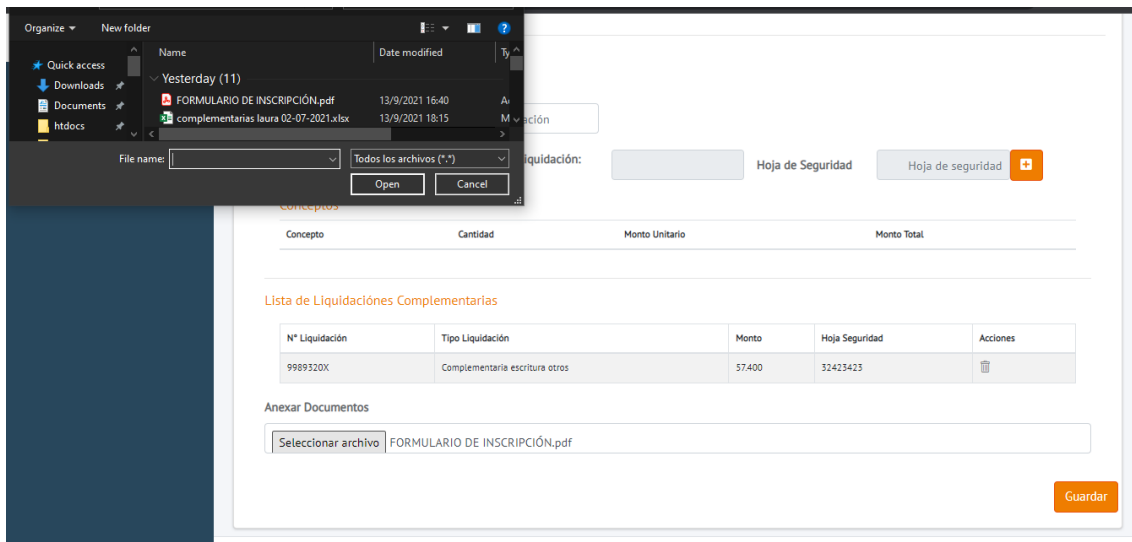 Organize New folder
Name Date modified Ty
Quick access
Yesterday (11)
Downloads
FORMULARIO DE INSCRIPCIÓN.pdf 13/9/2021 16:40
Documents
complementarias laura 02-07-2021.xlsx 13/9/2021 18:15 M
htdocs
ación
File name: Todos los archivos (*.*)
Open Cancel
iquidación: Hoja de Seguridad Hoja de seguridad
Conceptos
Concepto Cantidad Monto Unitario Monto Total
Lista de Liquidaciónes Complementarias
N° Liquidación Tipo Liquidación Monto Hoja Seguridad Acciones
9989320X Complementaria escritura otros 57.400 32423423
Anexar Documentos
Seleccionar archivo FORMULARIO DE INSCRIPCIÓN.pdf
Guardar